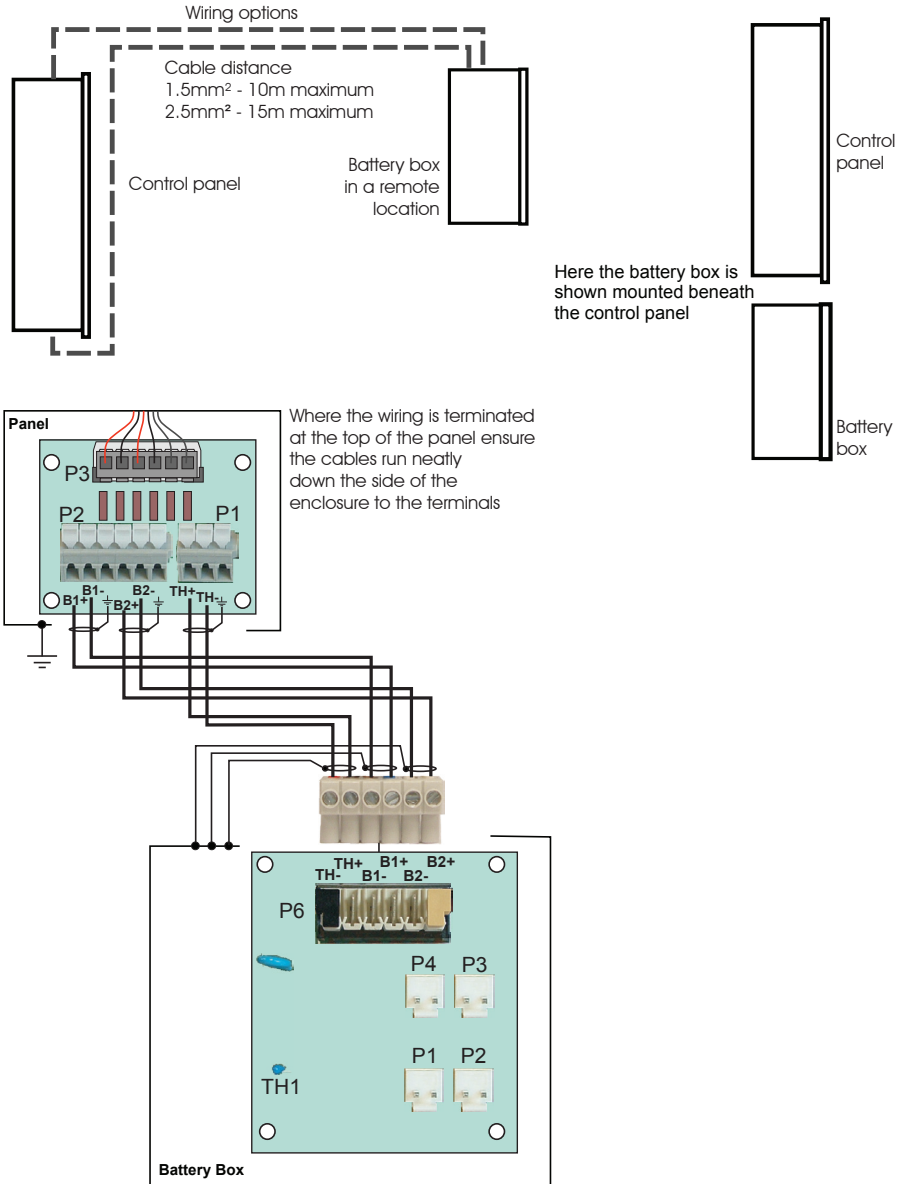 Wiring options
Cable distance
1.5mm² - 10m maximum
2.5mm² - 15m maximum
Control panel
Battery box
in a remote
location
Control
panel
Here the battery box is
shown mounted beneath
the control panel
Battery
box
Panel
Where the wiring is terminated
at the top of the panel ensure
the cables run neatly
down the side of the
enclosure to the terminals
P3
P2
P1
B1+ B1- B2+ B2- TH+ TH-
TH- TH+ B1- B1+ B2- B2+
P6
P4 P3
P1 P2
TH1
Battery Box